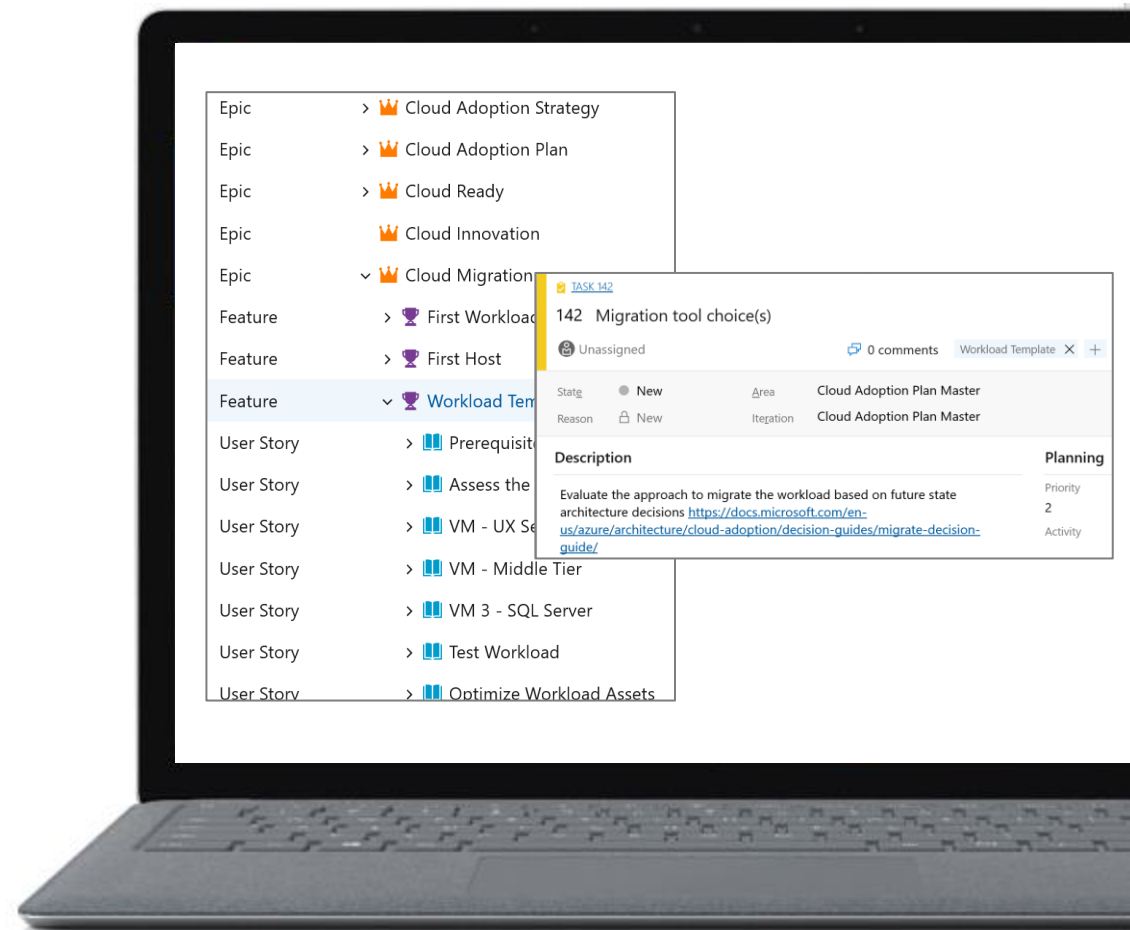 Epic Cloud Adoption Strategy
Epic Cloud Adoption Plan
Epic Cloud Ready
Epic Cloud Innovation
Epic Cloud Migration
Feature First Workload
Feature First Host
Feature Workload Tem
User Story Prerequisit
User Story Assess the
User Story VM - UX Se
User Story VM - Middle Tier
User Story VM 3 - SQL Server
User Story Test Workload
User Story Optimize Workload Assets
TASK 142
142 Migration tool choice(s)
Unassigned 0 comments Workload Template X +
State New Area Cloud Adoption Plan Master
Reason New Iteration Cloud Adoption Plan Master
Description Planning
Evaluate the approach to migrate the workload based on future state
architecture decisions https://docs.microsoft.com/en-
us/azure/architecture/cloud-adoption/decision-guides/migrate-decision-
guide/
Priority
2
Activity